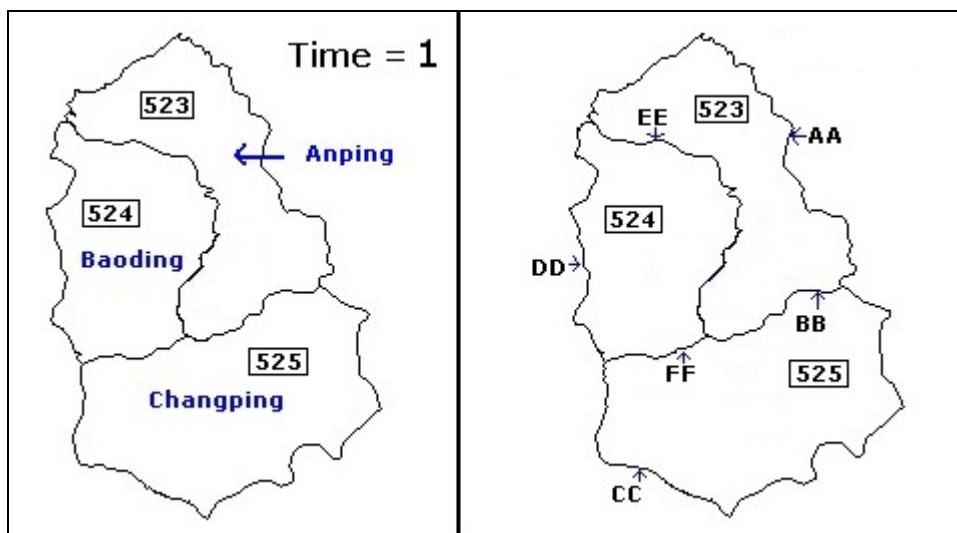 Time = 1
523
Anping
524
Baoding
525
Changping
523
EE
AA
524
DD
BB
FF
525
CC